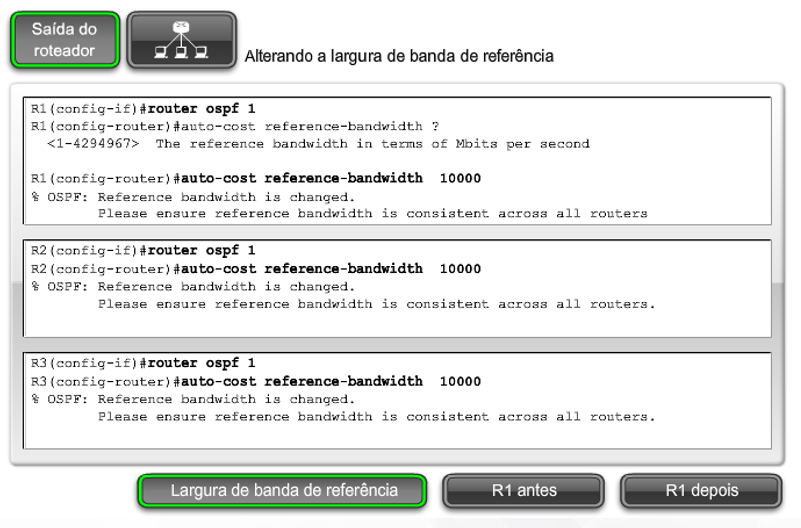 Saída do
roteador
Alterando a largura de banda de referência
R1(config-if)#router ospf 1
R1(config-router)#auto-cost reference-bandwidth ?
  <1-4294967>  The reference bandwidth in terms of Mbits per second
R1(config-router)#auto-cost reference-bandwidth  10000
% OSPF: Reference bandwidth is changed.
        Please ensure reference bandwidth is consistent across all routers
R2(config-if)#router ospf 1
R2(config-router)#auto-cost reference-bandwidth  10000
% OSPF: Reference bandwidth is changed.
        Please ensure reference bandwidth is consistent across all routers.
R3(config-if)#router ospf 1
R3(config-router)#auto-cost reference-bandwidth  10000
% OSPF: Reference bandwidth is changed.
        Please ensure reference bandwidth is consistent across all routers.
Largura de banda de referência
R1 antes
R1 depois